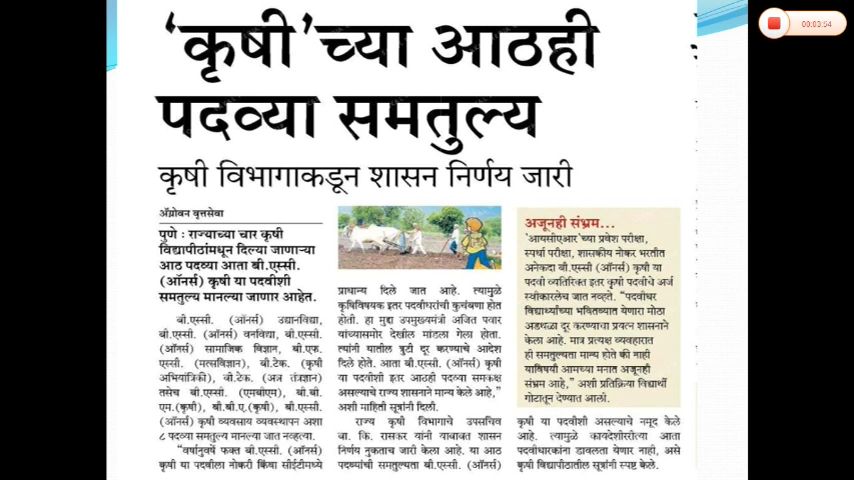 ‘कृषी’च्या आठही
पदव्या समतुल्य
कृषी विभागाकडून शासन निर्णय जारी
ॲग्रोवन वृत्तसेवा
पुणे : राज्याच्या चार कृषी
विद्यापीठांमधून दिल्या जाणाऱ्या
आठ पदव्या आता बी.एस्सी.
(ऑनर्स) कृषी या पदवीशी
समतुल्य मानल्या जाणार आहेत.
बी.एस्सी. (ऑनर्स) उद्यानविद्या,
बी.एस्सी. (ऑनर्स) वनविद्या, बी.एस्सी.
(ऑनर्स) सामाजिक विज्ञान, बी.एफ.
एस्सी. (मत्सविज्ञान), बी.टेक. (कृषी
अभियांत्रिकी), बी.टेक. (अन्न तंत्रज्ञान)
तसेच बी.एस्सी. (एमबीएम), बी.बी.
एम.(कृषी), बी.बी.ए.(कृषी), बी.एस्सी.
(ऑनर्स) कृषी व्यवसाय व्यवस्थापन अशा
८ पदव्या समतुल्य मानल्या जात नव्हत्या.
“वर्षानुवर्षे फक्त बी.एस्सी. (ऑनर्स)
कृषी या पदवीला नोकरी किंवा सीईटीमध्ये
प्राधान्य दिले जात आहे. त्यामुळे
कृषिविषयक इतर पदवीधरांची कुचंबणा होत
होती. हा मुद्दा उपमुख्यमंत्री अजित पवार
यांच्यासमोर देखील मांडला गेला होता.
त्यांनी यातील त्रुटी दूर करण्याचे आदेश
दिले होते. आता बी.एस्सी. (ऑनर्स) कृषी
या पदवीशी इतर आठही पदव्या समकक्ष
असल्याचे राज्य शासनाने मान्य केले आहे,”
अशी माहिती सूत्रांनी दिली.
राज्य कृषी विभागाचे उपसचिव
बा. कि. रासकर यांनी याबाबत शासन
निर्णय नुकताच जारी केला आहे. या आठ
पदव्यांची समतुल्यता बी.एस्सी. (ऑनर्स)
अजूनही संभ्रम...
‘आयसीएआर’च्या प्रवेश परीक्षा,
स्पर्धा परीक्षा, शासकीय नोकर भरतीत
अनेकदा बी.एस्सी (ऑनर्स) कृषी या
पदवी व्यतिरिक्त इतर कृषी पदवीचे अर्ज
स्वीकारलेच जात नव्हते. “पदवीधर
विद्यार्थ्यांच्या भवितव्यात येणारा मोठा
अडथळा दूर करण्याचा प्रयत्न शासनाने
केला आहे. मात्र प्रत्यक्ष व्यवहारात
ही समतुल्यता मान्य होते की नाही
याविषयी आमच्या मनात अजूनही
संभ्रम आहे,” अशी प्रतिक्रिया विद्यार्थी
गोटातून देण्यात आली.
कृषी या पदवीशी असल्याचे नमूद केले
आहे. त्यामुळे कायदेशीररीत्या आता
पदवीधारकांना डावलता येणार नाही, असे
कृषी विद्यापीठातील सूत्रांनी स्पष्ट केले.
00:03:54